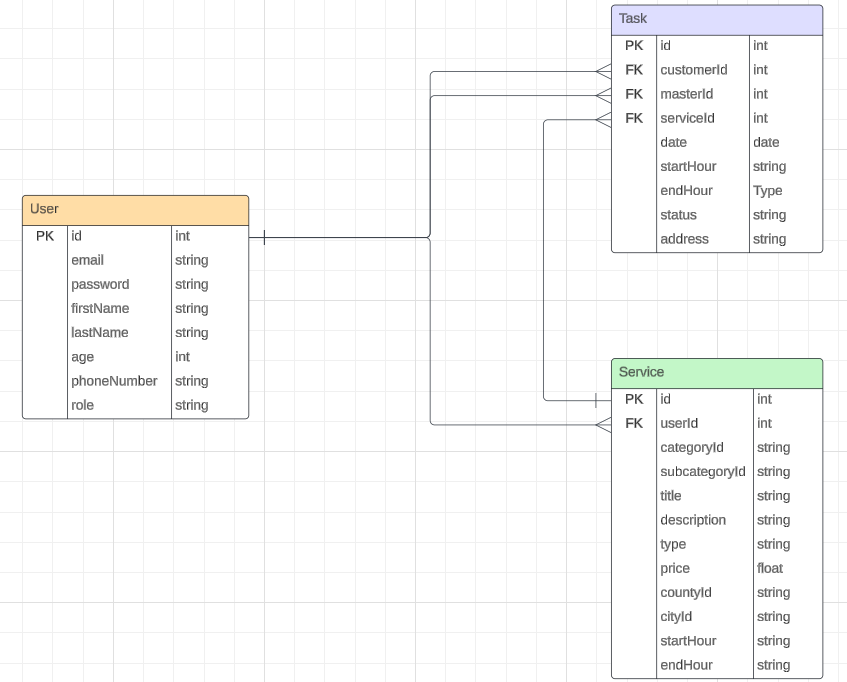 Task
PK id int
FK customerId int
FK masterId int
FK serviceId int
date date
startHour string
endHour Type
status string
address string
User
PK id int
email string
password string
firstName string
lastName string
age int
phoneNumber string
role string
Service
PK id int
FK userId int
categoryId string
subcategoryId string
title string
description string
type string
price float
countyId string
cityId string
startHour string
endHour string